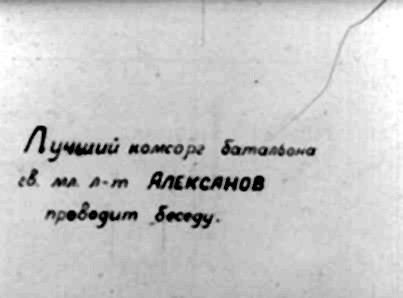 Лучший комсорг батальона
гв. мл. л-т АЛЕКСАНОВ
проводит беседу.